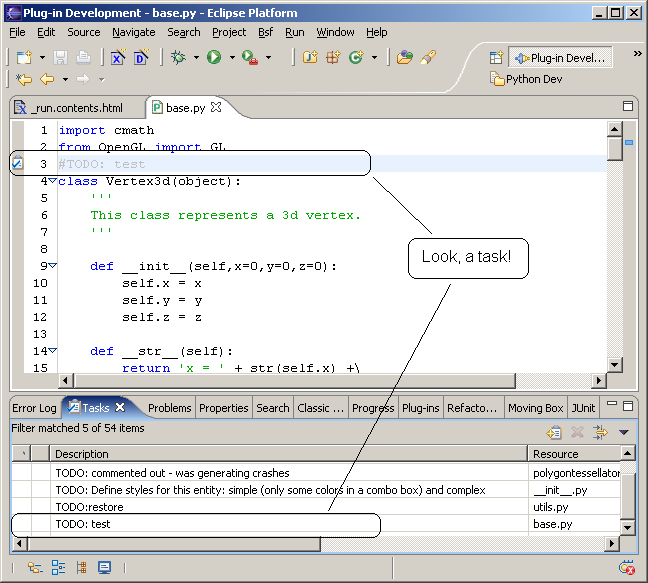 Plug-in Development - base.py - Eclipse Platform
File Edit Source Navigate Search Project Bsf Run Window Help
Plug-in Devel...
»
Python Dev
_run.contents.html base.py
1 import cmath
2 from OpenGL import GL
3 #TODO: test
4 class Vertex3d(object):
5 '''
6 This class represents a 3d vertex.
7 '''
8
9 def __init__(self,x=0,y=0,z=0):
10 self.x = x
11 self.y = y
12 self.z = z
13
14 def __str__(self):
15 return 'x = ' + str(self.x) +\
Look, a task!
Error Log Tasks Problems Properties Search Classic ... Progress Plug-ins Refacto... Moving Box JUnit
Filter matched 5 of 54 items
Description Resource
TODO: commented out - was generating crashes polygontessellator
TODO: Define styles for this entity: simple (only some colors in a combo box) and complex __init__.py
TODO:restore utils.py
TODO: test base.py